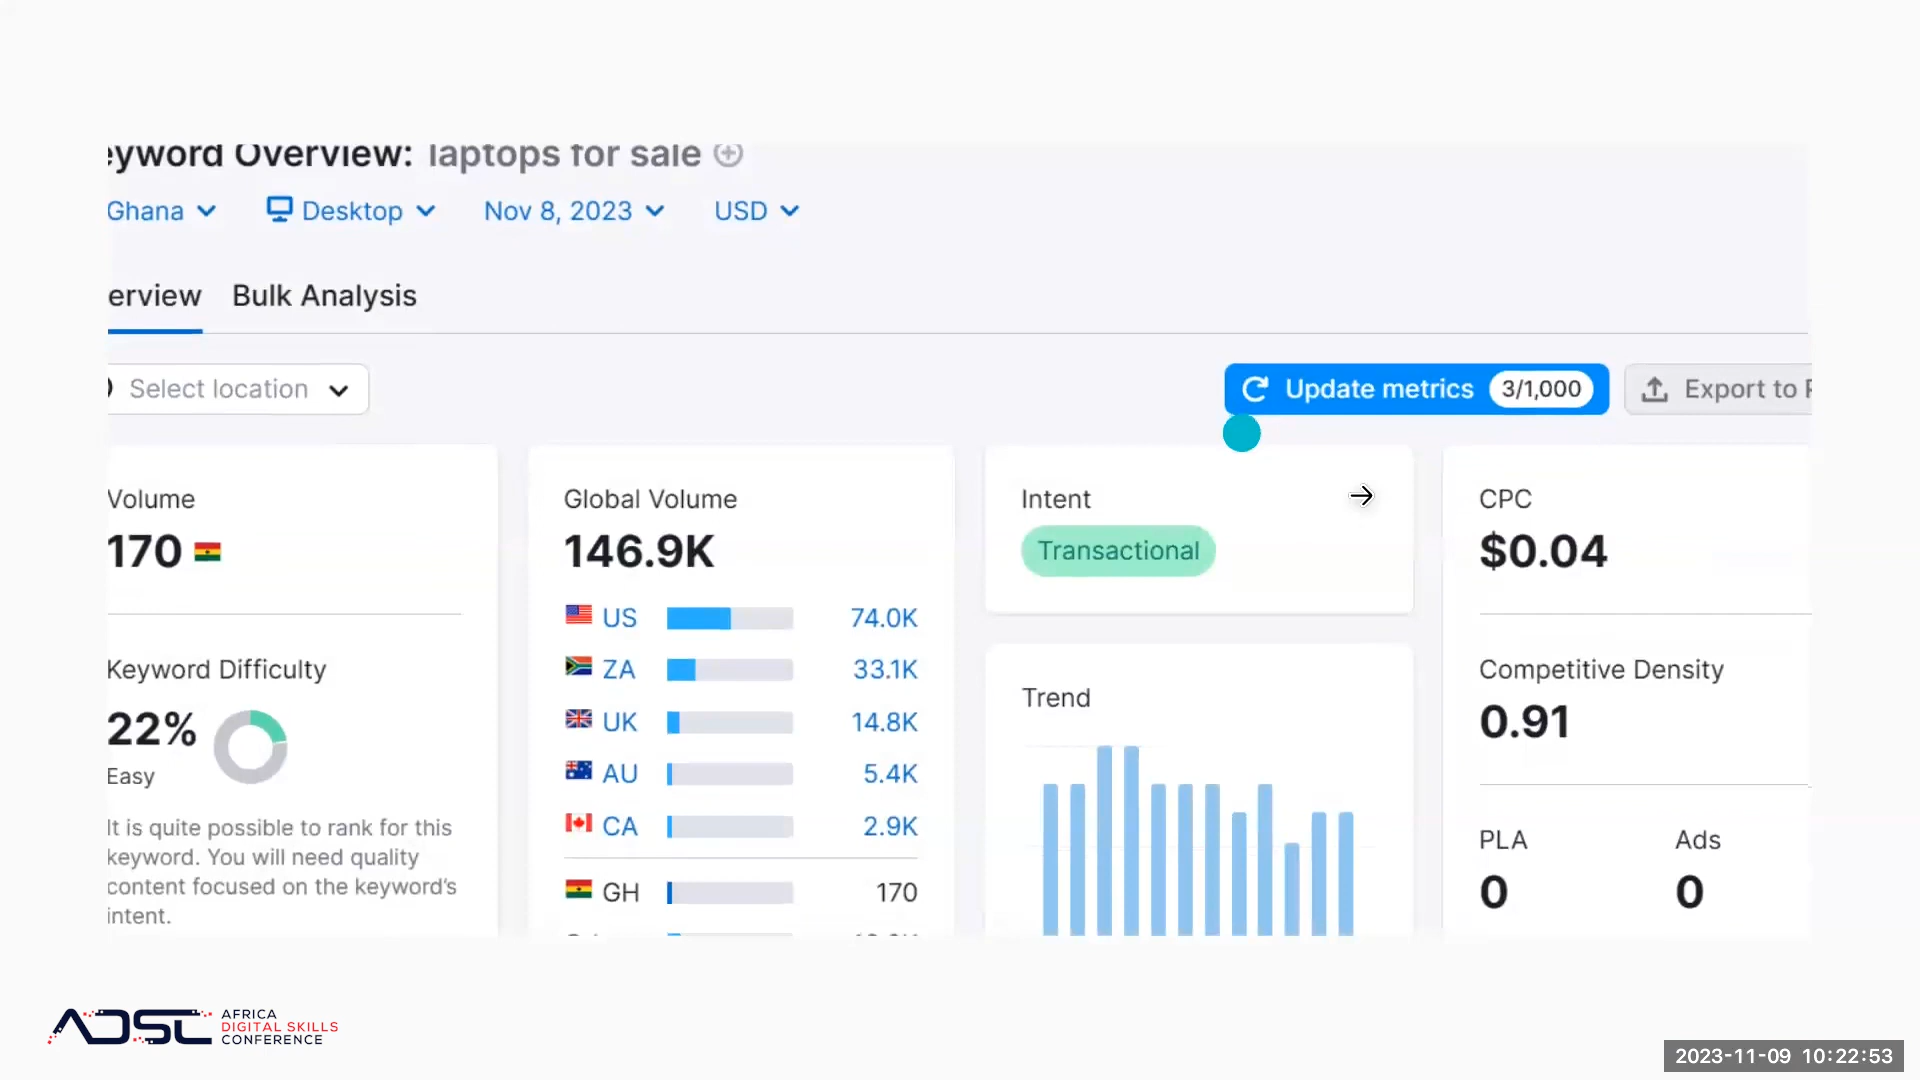 eyword Overview: laptops for sale
Ghana Desktop Nov 8, 2023 USD
erview Bulk Analysis
Select location
Update metrics 3/1,000
Export to
Volume
170
Keyword Difficulty
22%
Easy
It is quite possible to rank for this
keyword. You will need quality
content focused on the keyword's
intent.
Global Volume
146.9K
US 74.0K
ZA 33.1K
UK 14.8K
AU 5.4K
CA 2.9K
GH 170
Intent
Transactional
Trend
CPC
$0.04
Competitive Density
0.91
PLA Ads
0 0
ADSC
AFRICA
DIGITAL SKILLS
CONFERENCE
2023-11-09 10:22:53